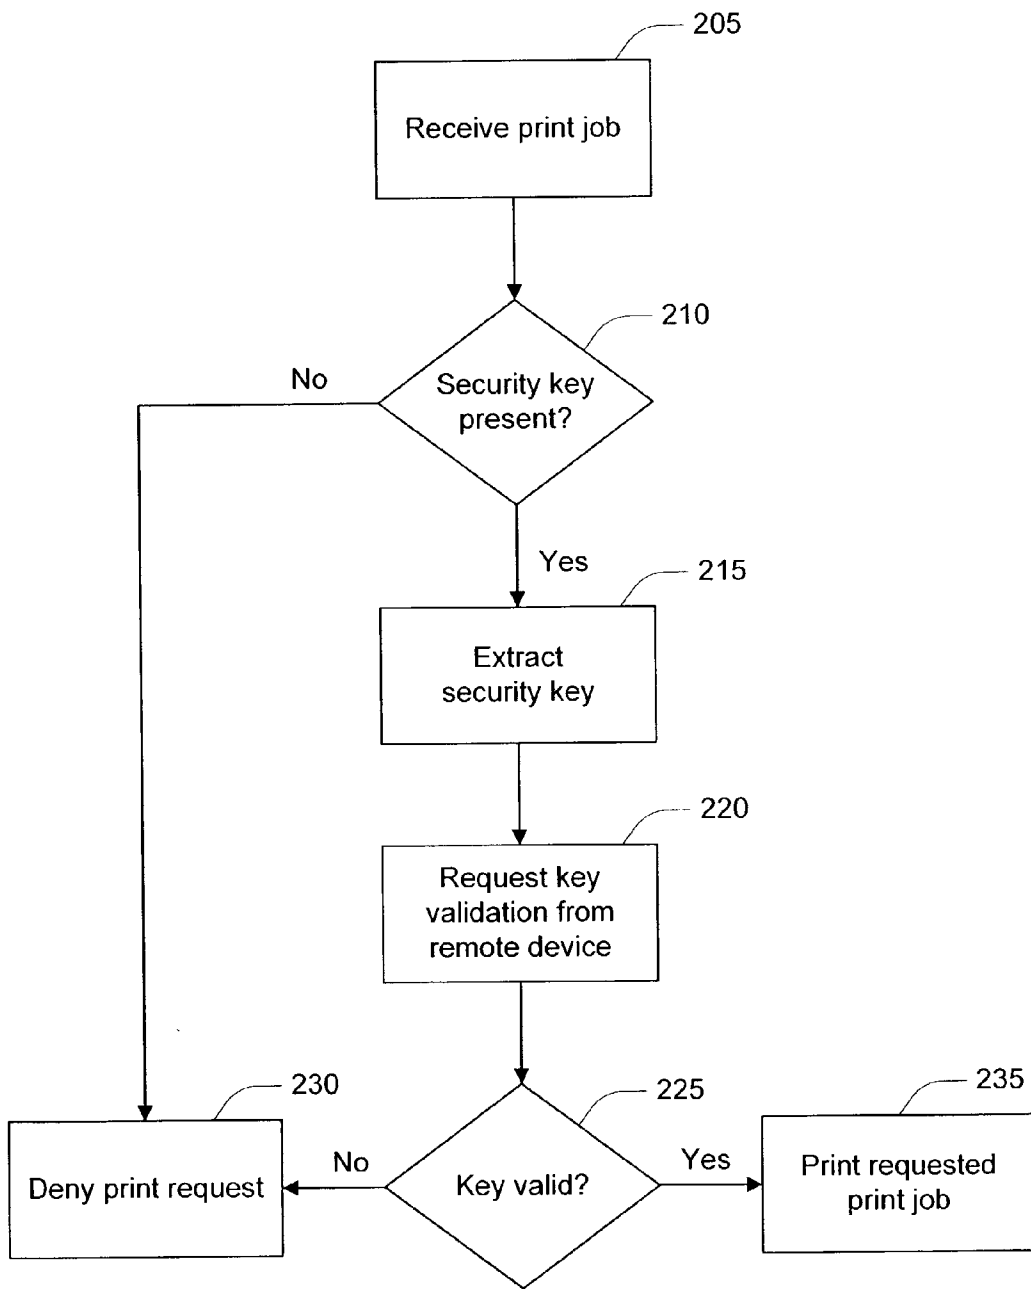 205
Receive print job
210
No
Security key
present?
Yes
215
Extract
security key
220
Request key
validation from
remote device
230
225
235
Deny print request
No
Key valid?
Yes
Print requested
print job